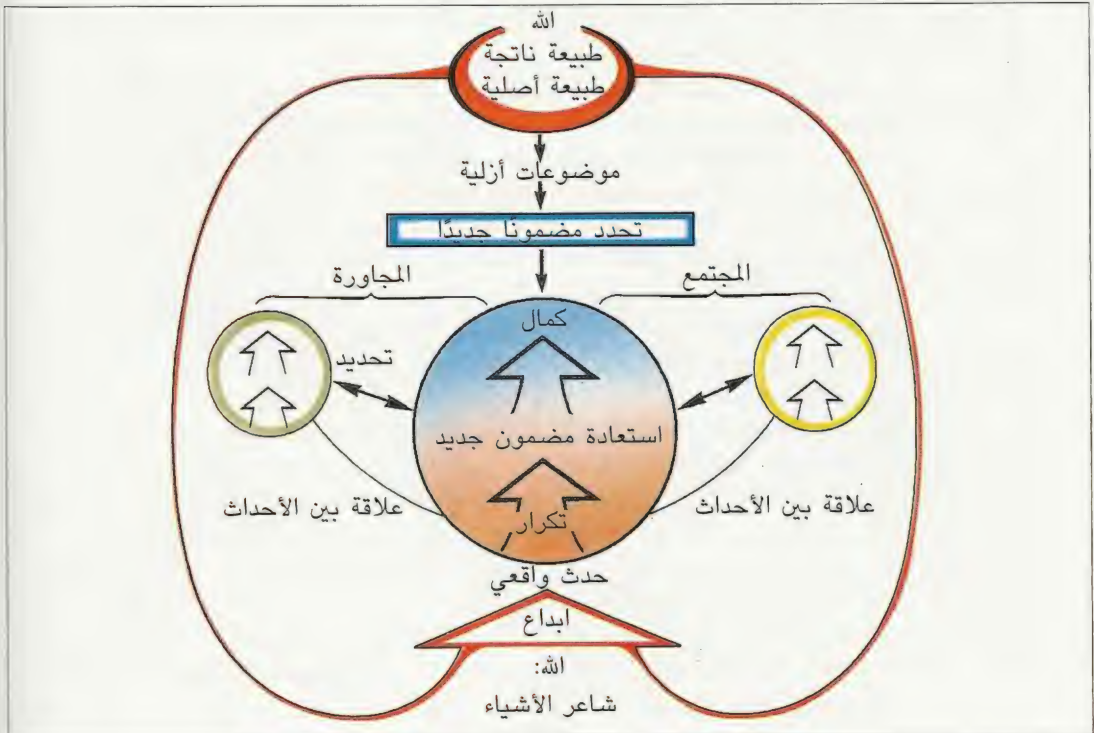 الله
طبيعة ناتجة
طبيعة أصلية
موضوعات أزلية
تحدد مضمونًا جديدًا
المجتمع
المجاورة
كمال
تحديد
استعادة مضمون جديد
تكرار
علاقة بين الأحداث
علاقة بين الأحداث
حدث واقعي
ابداع
الله:
شاعر الأشياء